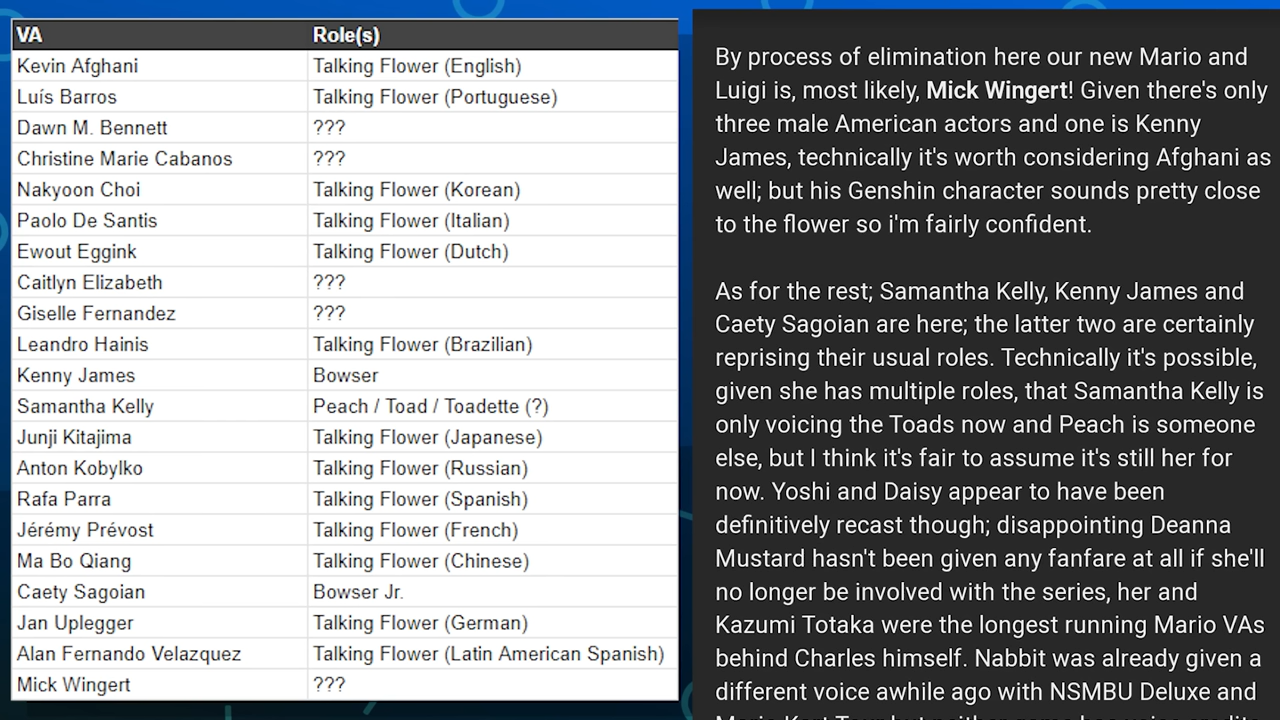 VA Role(s)
Kevin Afghani Talking Flower (English)
Luís Barros Talking Flower (Portuguese)
Dawn M. Bennett ???
Christine Marie Cabanos ???
Nakyoon Choi Talking Flower (Korean)
Paolo De Santis Talking Flower (Italian)
Ewout Eggink Talking Flower (Dutch)
Caitlyn Elizabeth ???
Giselle Fernandez ???
Leandro Hainis Talking Flower (Brazilian)
Kenny James Bowser
Samantha Kelly Peach / Toad / Toadette (?)
Junji Kitajima Talking Flower (Japanese)
Anton Kobylko Talking Flower (Russian)
Rafa Parra Talking Flower (Spanish)
Jérémy Prévost Talking Flower (French)
Ma Bo Qiang Talking Flower (Chinese)
Caety Sagoian Bowser Jr.
Jan Uplegger Talking Flower (German)
Alan Fernando Velazquez Talking Flower (Latin American Spanish)
Mick Wingert ???
By process of elimination here our new Mario and
Luigi is, most likely, Mick Wingert! Given there's only
three male American actors and one is Kenny
James, technically it's worth considering Afghani as
well; but his Genshin character sounds pretty close
to the flower so i'm fairly confident.
As for the rest; Samantha Kelly, Kenny James and
Caety Sagoian are here; the latter two are certainly
reprising their usual roles. Technically it's possible,
given she has multiple roles, that Samantha Kelly is
only voicing the Toads now and Peach is someone
else, but I think it's fair to assume it's still her for
now. Yoshi and Daisy appear to have been
definitively recast though; disappointing Deanna
Mustard hasn't been given any fanfare at all if she'll
no longer be involved with the series, her and
Kazumi Totaka were the longest running Mario VAs
behind Charles himself. Nabbit was already given a
different voice awhile ago with NSMBU Deluxe and